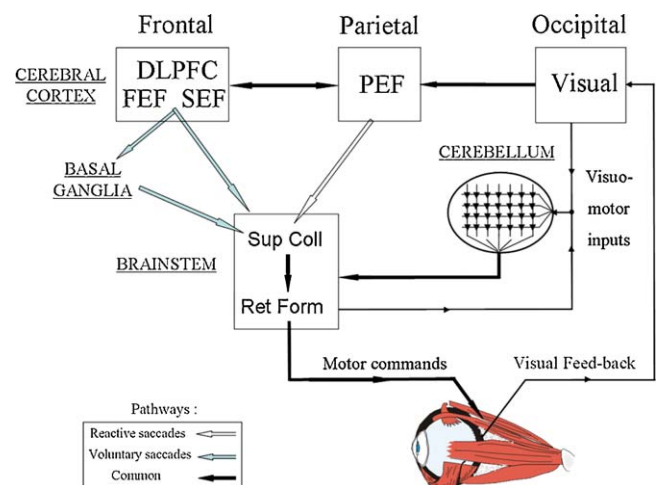 Frontal
Parietal
Occipital
CEREBRAL
CORTEX
DLPFC
FEF SEF
PEF
Visual
BASAL
GANGLIA
CEREBELLUM
Visuo-
motor
inputs
BRAINSTEM
Sup Coll
Ret Form
Motor commands
Visual Feed-back
Pathways :
Reactive saccades
Voluntary saccades
Common